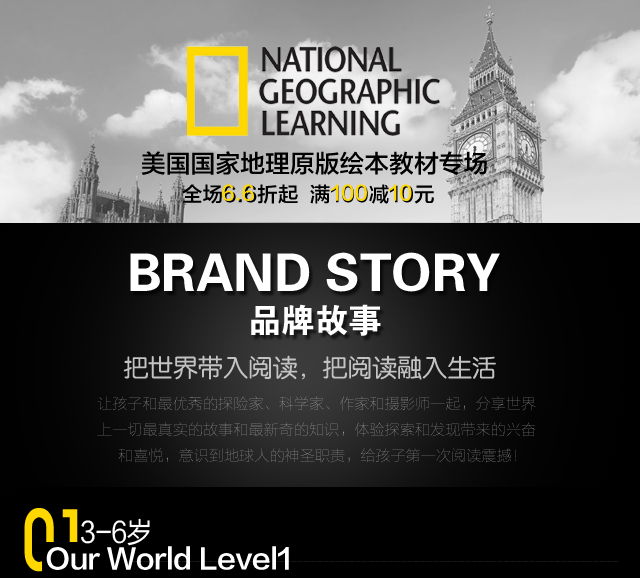 NATIONAL
GEOGRAPHIC
LEARNING
美国国家地理原版绘本教材专场
全场6.6折起 满100减10元
BRAND STORY
品牌故事
把世界带入阅读，把阅读融入生活
让孩子和最优秀的探险家、科学家、作家和摄影师一起，分享世界
上一切最真实的故事和最新奇的知识，体验探索和发现带来的兴奋
和喜悦，意识到地球人的神圣职责，给孩子第一次阅读震撼！
01 3-6岁
Our World Level1